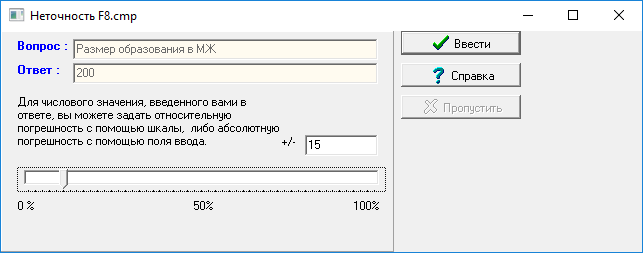 Неточность F8.cmp
Вопрос : Размер образования в МЖ
Ответ : 200
Для числового значения, введенного вами в
ответе, вы можете задать относительную
погрешность с помощью шкалы, либо абсолютную
погрешность с помощью поля ввода. +/- 15
0 % 50% 100%
Ввести
Справка
Пропустить